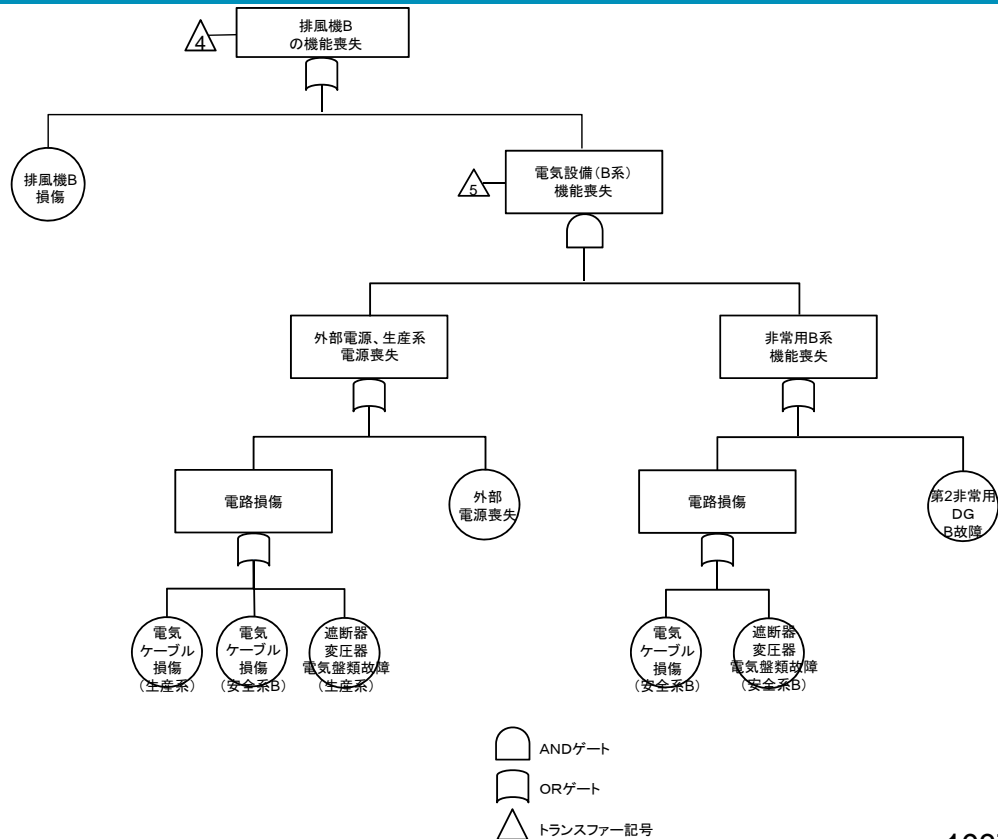 排風機B
の機能喪失
4
排風機B
損傷
電気設備(B系)
機能喪失
5
外部電源、生産系
電源喪失
非常用B系
機能喪失
電路損傷
外部
電源喪失
電路損傷
第2非常用
DG
B故障
電気
ケーブル
損傷
(生産系)
電気
ケーブル
損傷
(安全系B)
遮断器
変圧器
電気盤類故障
(生産系)
電気
ケーブル
損傷
(安全系B)
遮断器
変圧器
電気盤類故障
(安全系B)
ANDゲート
ORゲート
トランスファー記号